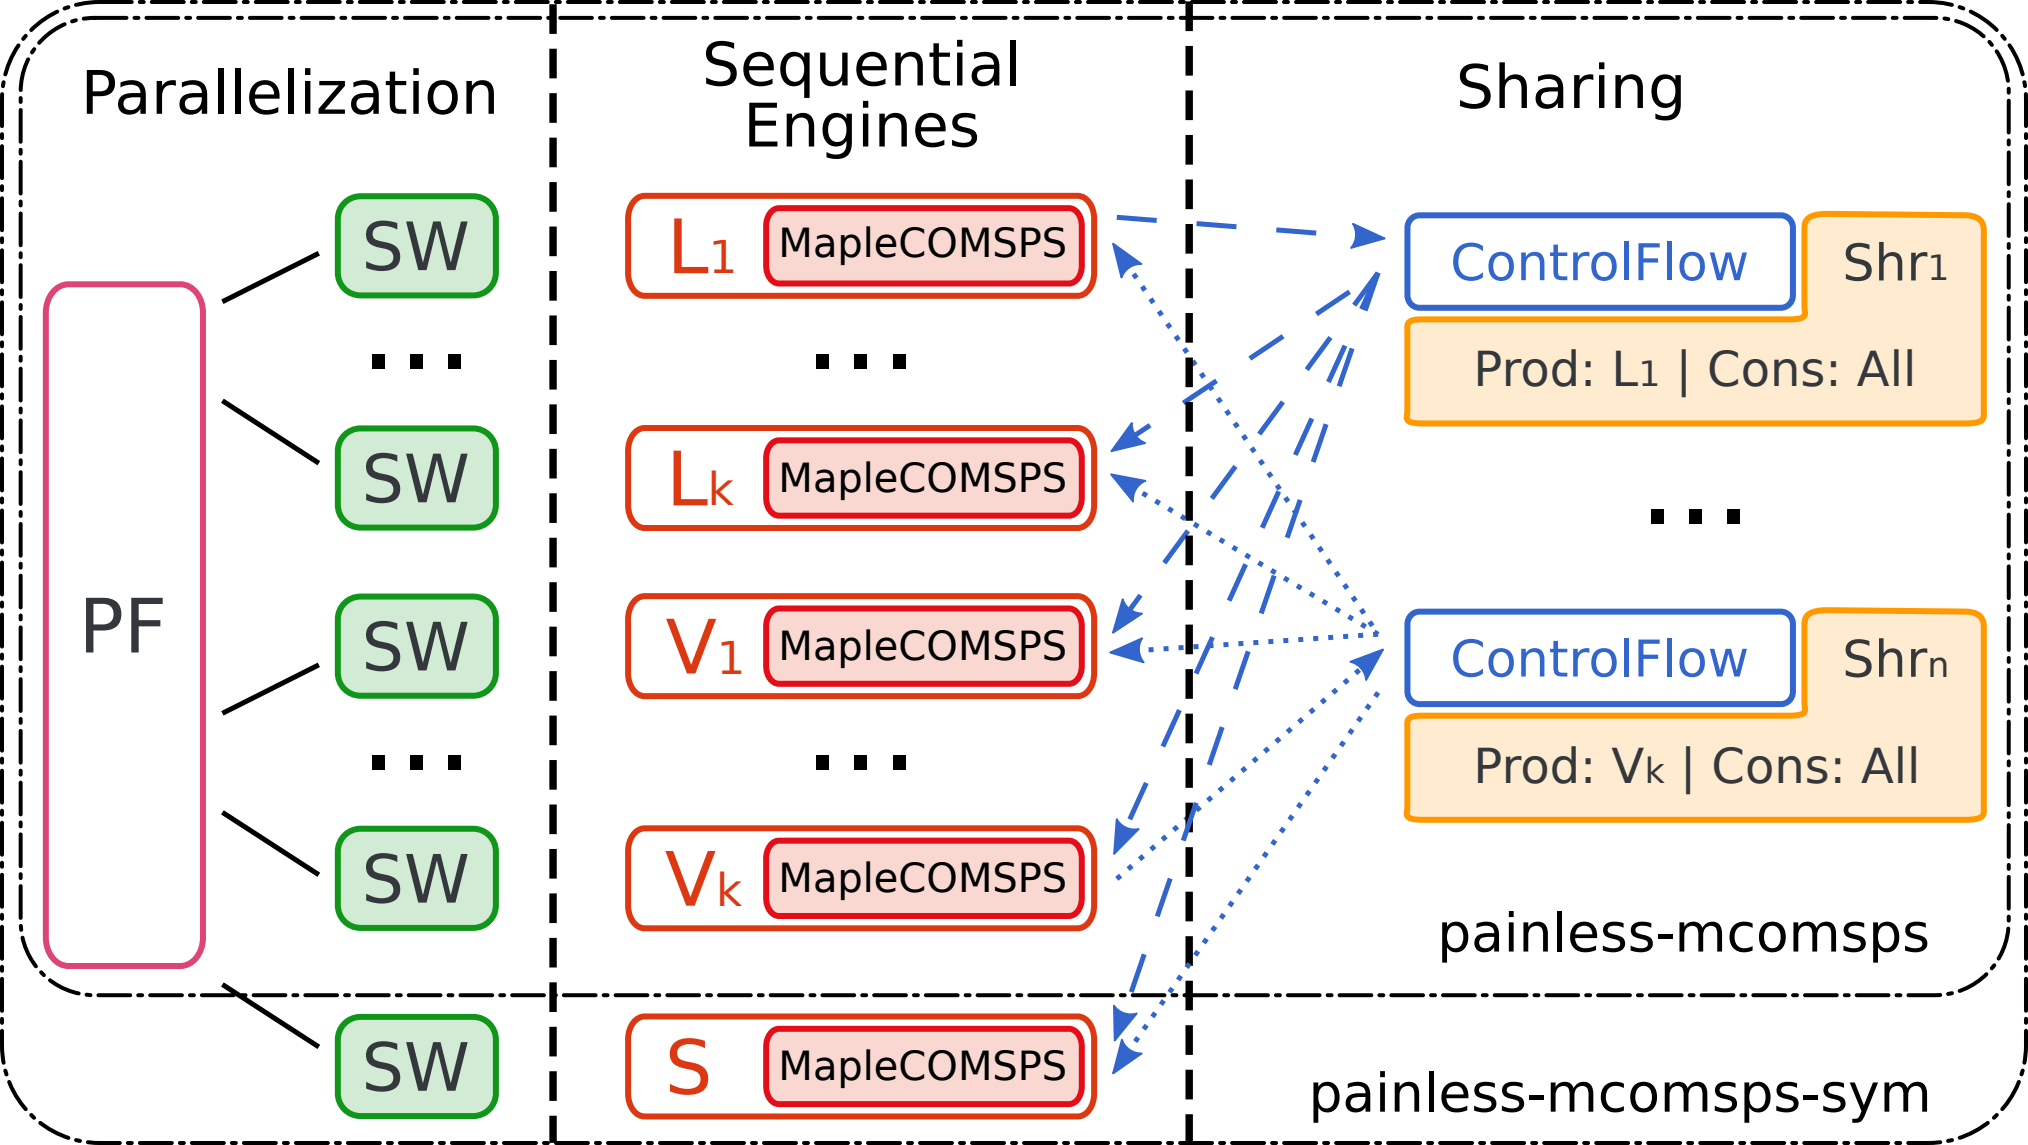 Parallelization
Sequential
Engines
Sharing
PF
SW
...
SW
SW
...
SW
SW
L1 MapleCOMSPS
...
Lk MapleCOMSPS
V1 MapleCOMSPS
...
Vk MapleCOMSPS
S MapleCOMSPS
ControlFlow Shr1
Prod: L1 | Cons: All
...
ControlFlow Shrn
Prod: Vk | Cons: All
painless-mcomsps
painless-mcomsps-sym